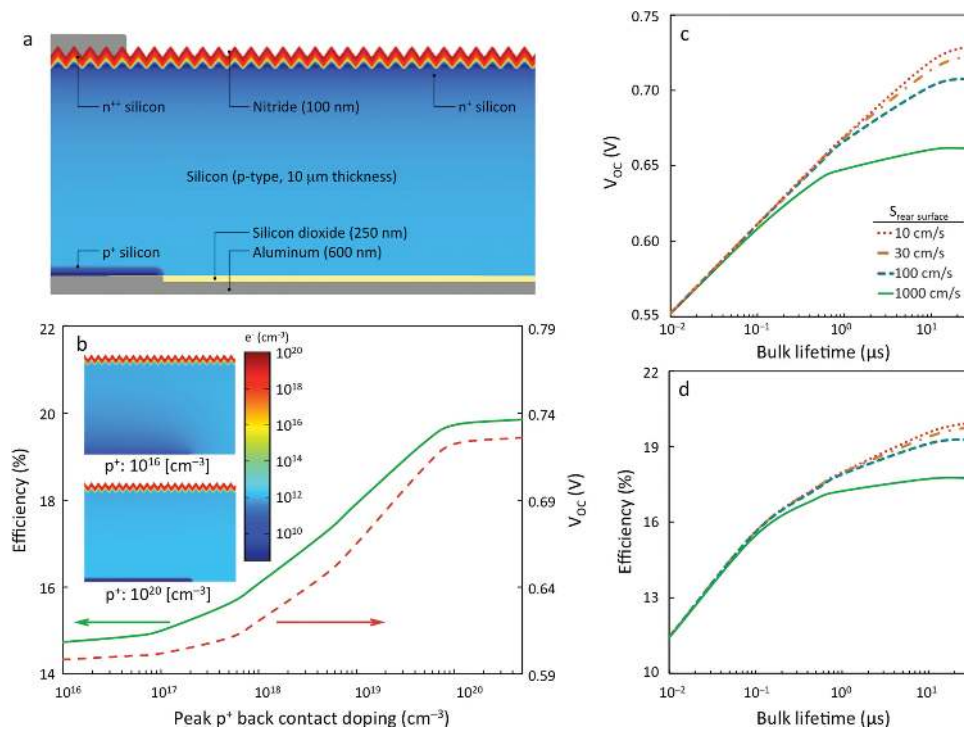 a
n⁺⁺ silicon
Nitride (100 nm)
n⁺ silicon
Silicon (p-type, 10 μm thickness)
Silicon dioxide (250 nm)
p⁺ silicon
Aluminum (600 nm)
b
22
21
20
19
18
17
16
15
14
Efficiency (%)
e⁻ (cm⁻³)
10²⁰
10¹⁸
10¹⁶
10¹⁴
10¹²
10¹⁰
p⁺: 10¹⁶ [cm⁻³]
p⁺: 10²⁰ [cm⁻³]
0.79
0.74
0.69
0.64
0.59
V_OC (V)
10¹⁶ 10¹⁷ 10¹⁸ 10¹⁹ 10²⁰
Peak p⁺ back contact doping (cm⁻³)
c
0.75
0.70
0.65
0.60
0.55
V_OC (V)
S_rear surface
10 cm/s
30 cm/s
100 cm/s
1000 cm/s
10⁻² 10⁻¹ 10⁰ 10¹
Bulk lifetime (μs)
d
22
19
16
13
10
Efficiency (%)
10⁻² 10⁻¹ 10⁰ 10¹
Bulk lifetime (μs)